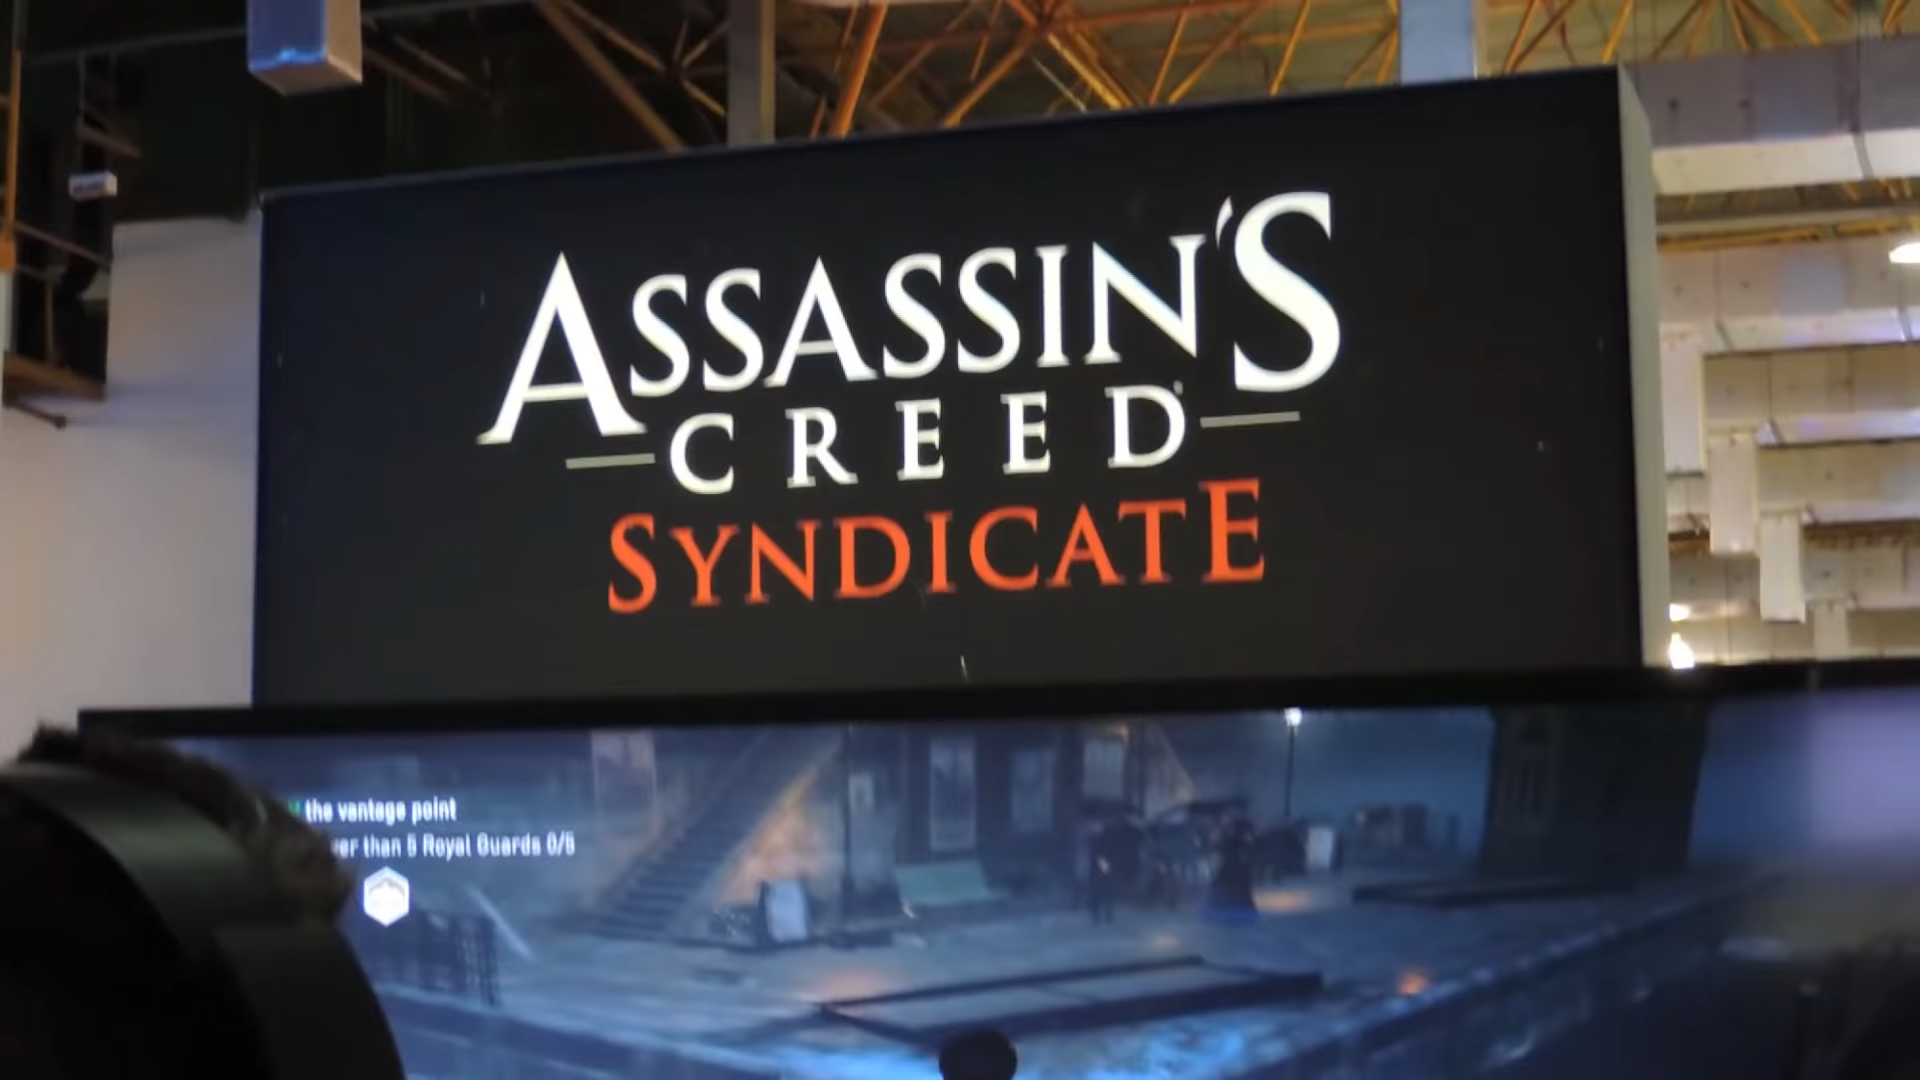 ASSASSIN'S
CREED
SYNDICATE
the vantage point
than 5 Royal Guards 0/5